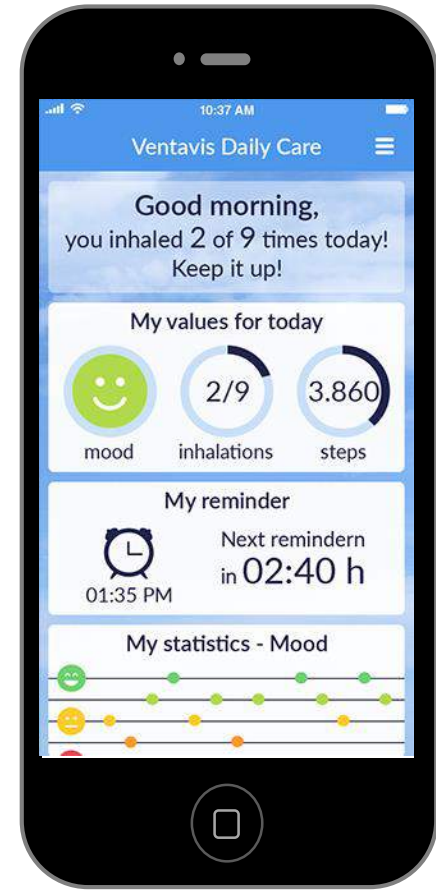 10:37 AM
Ventavis Daily Care
Good morning,
you inhaled 2 of 9 times today!
Keep it up!
My values for today
2/9
3.860
mood
inhalations
steps
My reminder
Next remindern
in 02:40 h
01:35 PM
My statistics - Mood